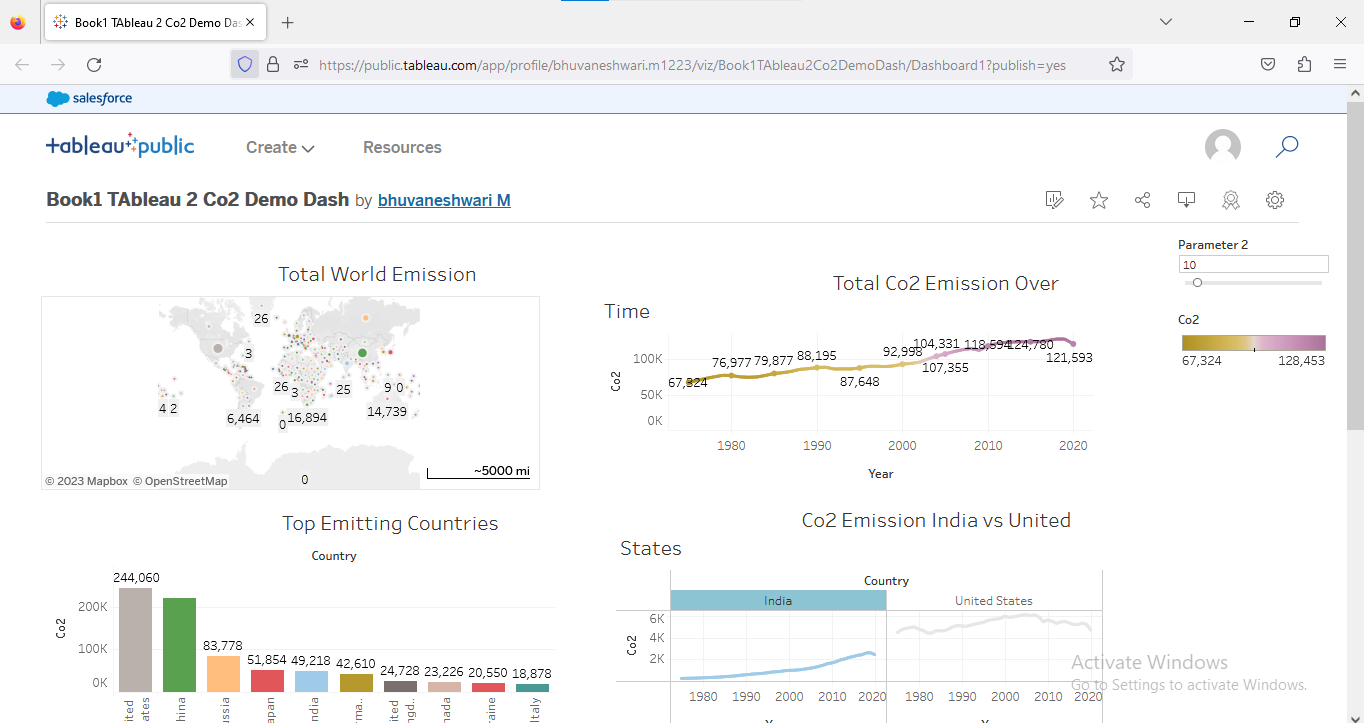 Book1 TAbleau 2 Co2 Demo Das
https://public.tableau.com/app/profile/bhuvaneshwari.m1223/viz/Book1TAbleau2Co2DemoDash/Dashboard1?publish=yes
salesforce
tableau public
Create
Resources
Book1 TAbleau 2 Co2 Demo Dash by bhuvaneshwari M
Total World Emission
26
3
26
3
25
9 0
4 2
6,464
0
16,894
14,739
0
~5000 mi
© 2023 Mapbox © OpenStreetMap
Total Co2 Emission Over
Time
Co2
100K
50K
0K
67,324
76,977
79,877
88,195
87,648
92,998
104,331
107,355
118,594
124,780
121,593
1980
1990
2000
2010
2020
Year
Parameter 2
10
Co2
67,324
128,453
Top Emitting Countries
Country
Co2
200K
100K
0K
244,060
83,778
51,854
49,218
42,610
24,728
23,226
20,550
18,878
ited
ates
hina
ussia
apan
ndia
rma..
ited
ngd..
nada
raine
Italy
Co2 Emission India vs United
States
Country
India
United States
Co2
6K
4K
2K
1980
1990
2000
2010
2020
1980
1990
2000
2010
2020
Activate Windows
Go to Settings to activate Windows.